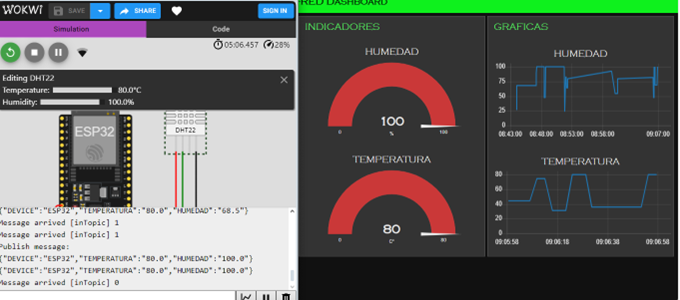 WOKWI
SAVE
SHARE
SIGN IN
Simulation
Code
05:06.457
28%
Editing DHT22
Temperature: 80.0°C
Humidity: 100.0%
ESP32
DHT22
{"DEVICE":"ESP32","TEMPERATURA":"80.0","HUMEDAD":"68.5"}
Message arrived [inTopic] 1
Message arrived [inTopic] 1
Publish message:
{"DEVICE":"ESP32","TEMPERATURA":"80.0","HUMEDAD":"100.0"}
{"DEVICE":"ESP32","TEMPERATURA":"80.0","HUMEDAD":"100.0"}
Message arrived [inTopic] 0
RED DASHBOARD
INDICADORES
HUMEDAD
100
%
0
100
TEMPERATURA
80
C°
0
80
GRAFICAS
HUMEDAD
100
75
50
25
0
08:43:00 08:48:00 08:53:00 08:58:00 09:07:00
TEMPERATURA
80
60
40
20
0
09:05:58 09:06:18 09:06:38 09:06:58